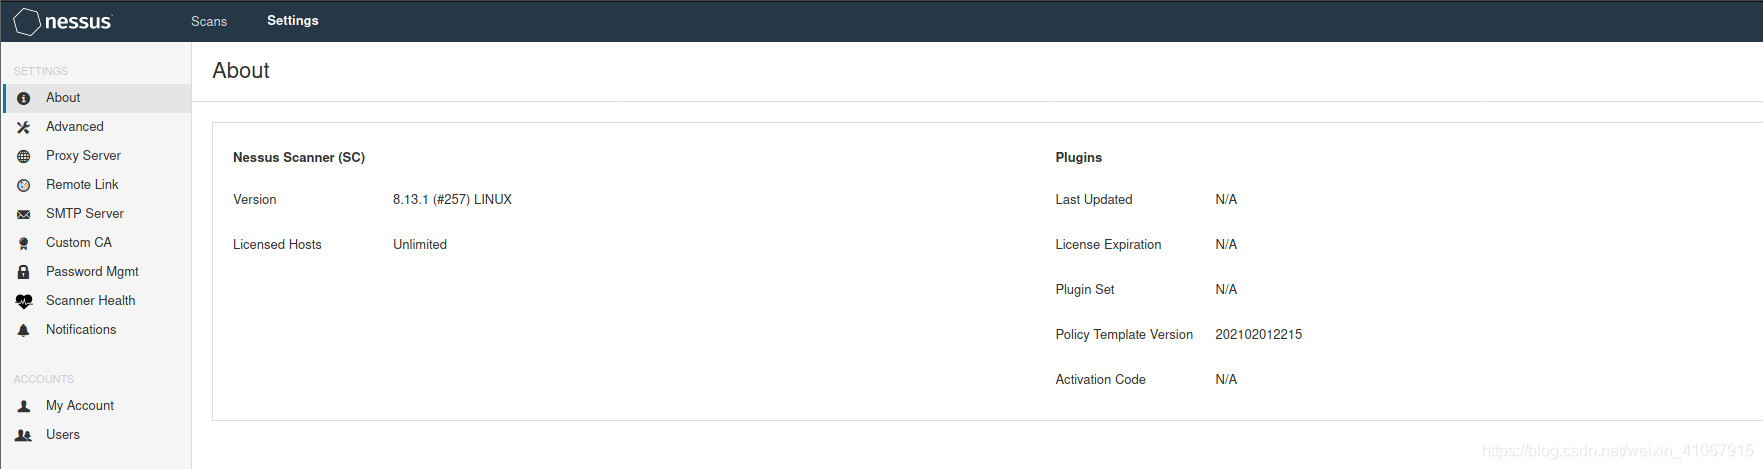 nessus
Scans
Settings
SETTINGS
About
Advanced
Proxy Server
Remote Link
SMTP Server
Custom CA
Password Mgmt
Scanner Health
Notifications
ACCOUNTS
My Account
Users
About
Nessus Scanner (SC)
Version 8.13.1 (#257) LINUX
Licensed Hosts Unlimited
Plugins
Last Updated N/A
License Expiration N/A
Plugin Set N/A
Policy Template Version 202102012215
Activation Code N/A
https://blog.csdn.net/weixin_41067915